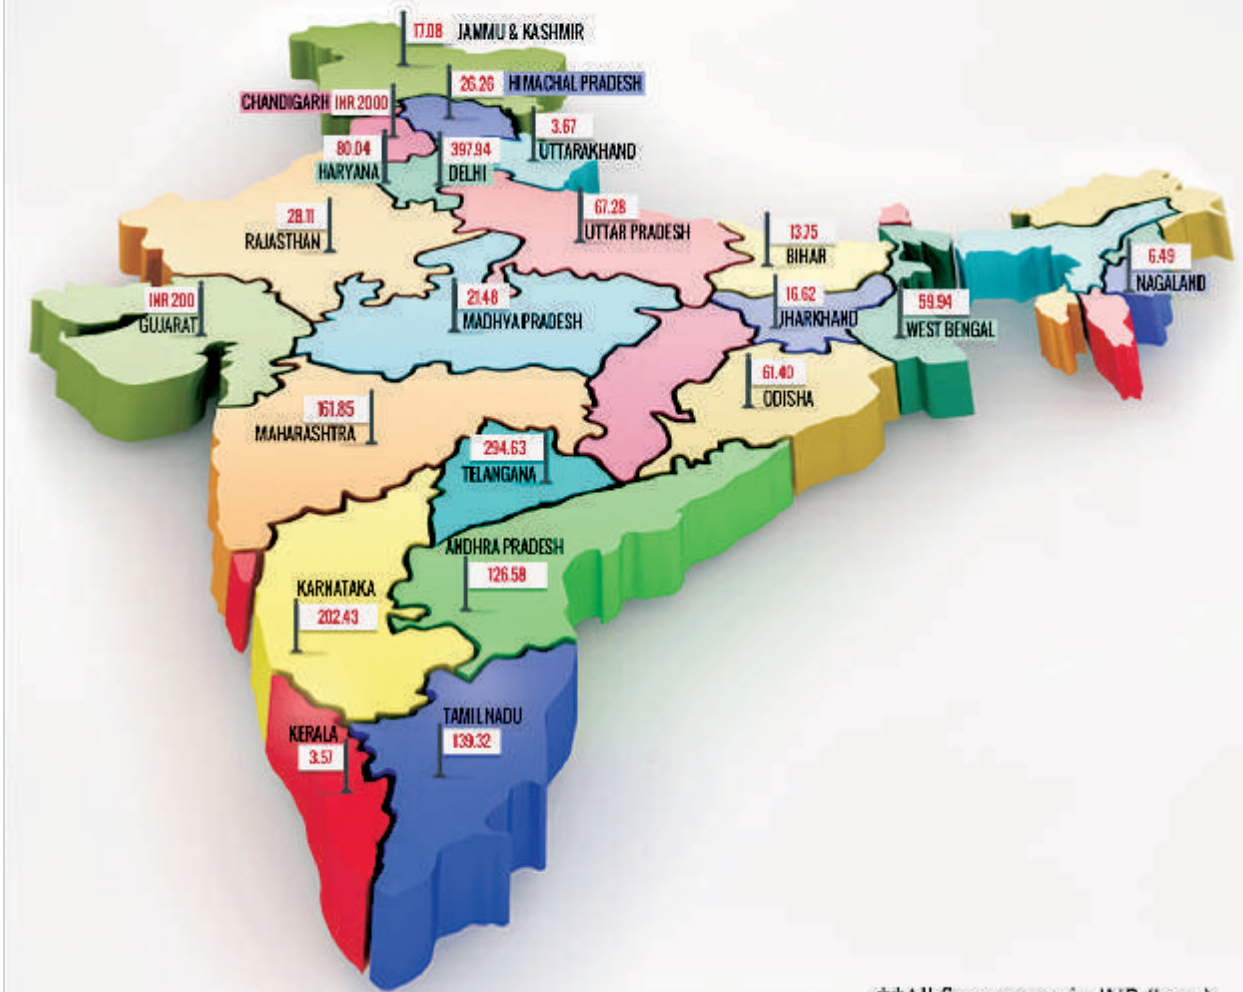 17.08 JAMMU & KASHMIR
26.26 HIMACHAL PRADESH
CHANDIGARH INR 2000
3.67
UTTARAKHAND
80.04
HARYANA
397.94
DELHI
28.11
RAJASTHAN
67.28
UTTAR PRADESH
13.75
BIHAR
6.49
NAGALAND
INR 200
GUJARAT
21.48
MADHYA PRADESH
16.62
JHARKHAND
59.94
WEST BENGAL
61.40
ODISHA
161.85
MAHARASHTRA
294.63
TELANGANA
ANDHRA PRADESH
126.58
KARNATAKA
202.43
TAMIL NADU
139.32
KERALA
3.57